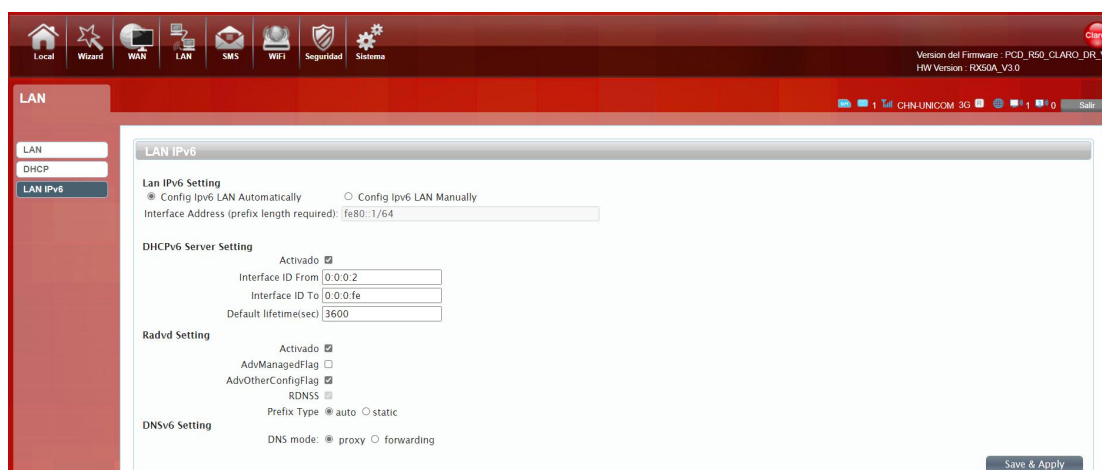 Local Wizard WAN LAN SMS WiFi Seguridad Sistema
Claro
Version del Firmware : PCD_R50_CLARO_DR_
HW Version : RX50A_V3.0
LAN
1 CHN-UNICOM 3G R 1 0 Salir
LAN
DHCP
LAN IPv6
LAN IPv6
Lan IPv6 Setting
Config Ipv6 LAN Automatically Config Ipv6 LAN Manually
Interface Address (prefix length required): fe80::1/64
DHCPv6 Server Setting
Activado
Interface ID From 0:0:0:2
Interface ID To 0:0:0:fe
Default lifetime(sec) 3600
Radvd Setting
Activado
AdvManagedFlag
AdvOtherConfigFlag
RDNSS
Prefix Type auto static
DNSv6 Setting
DNS mode: proxy forwarding
Save & Apply